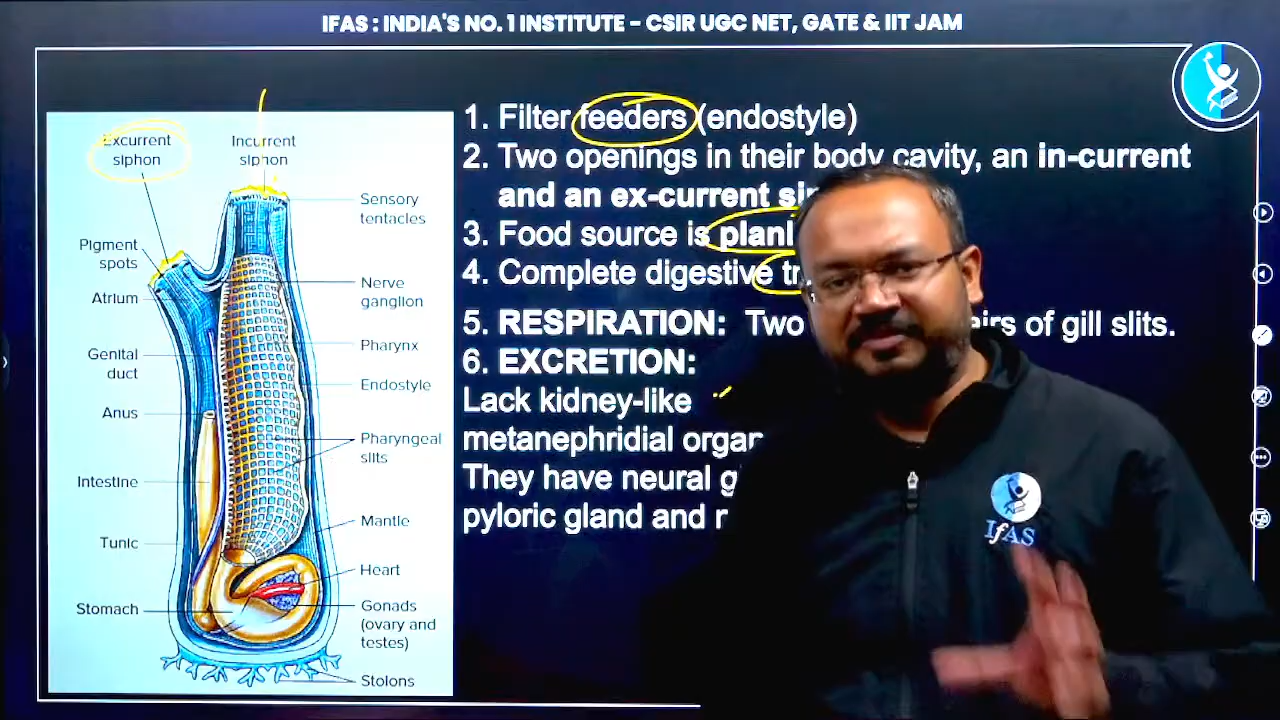 IFAS : INDIA'S NO. 1 INSTITUTE – CSIR UGC NET, GATE & IIT JAM
Excurrent
siphon
Incurrent
siphon
Pigment
spots
Atrium
Genital
duct
Anus
Intestine
Tunic
Stomach
Sensory
tentacles
Nerve
ganglion
Pharynx
Endostyle
Pharyngeal
slits
Mantle
Heart
Gonads
(ovary and
testes)
Stolons
1. Filter feeders (endostyle)
2. Two openings in their body cavity, an in-current
and an ex-current
3. Food source is
4. Complete digestive
5. RESPIRATION: Two of gill slits.
6. EXCRETION:
Lack kidney-like
metanephridial
They have neural
pyloric gland and
IfAS